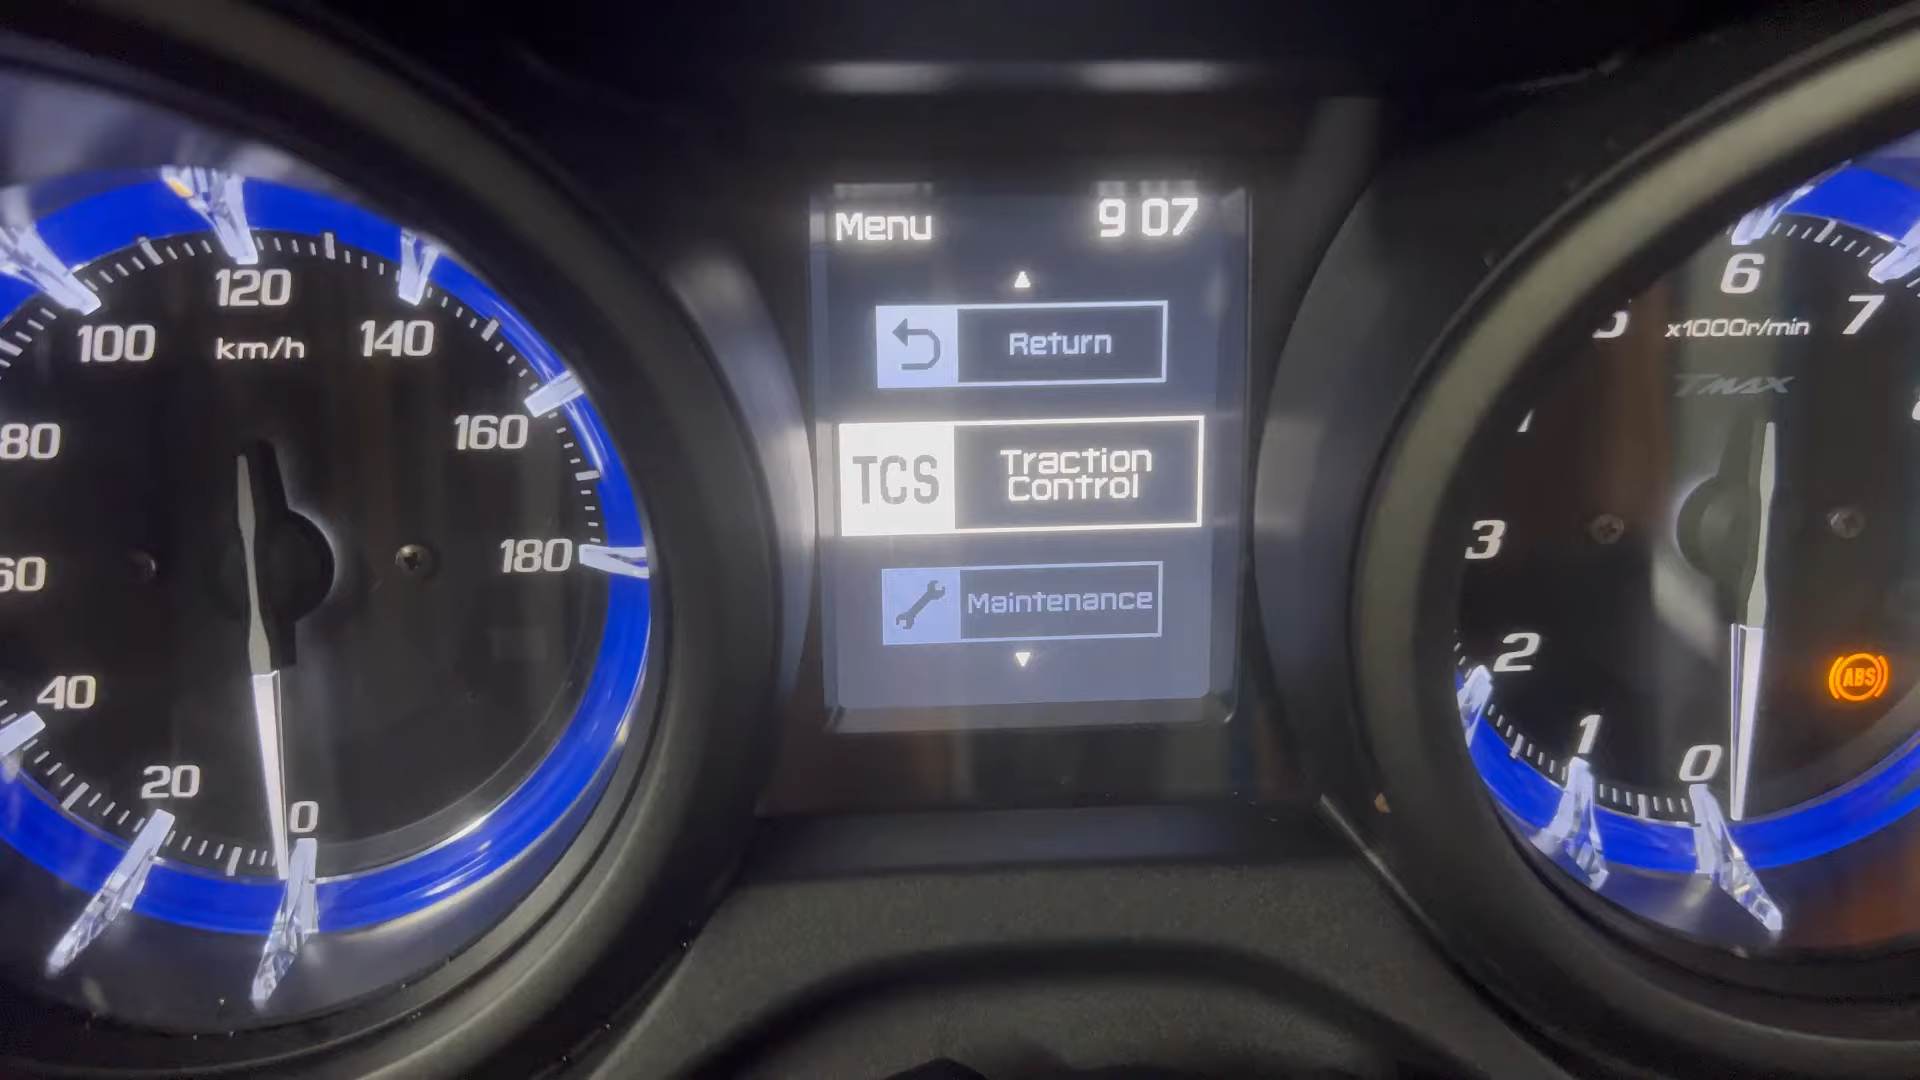 Menu
9 07
Return
TCS
Traction
Control
Maintenance
120
100
140
km/h
80
160
60
180
40
20
0
6
5
x1000r/min
7
TMAX
3
2
1
0
ABS